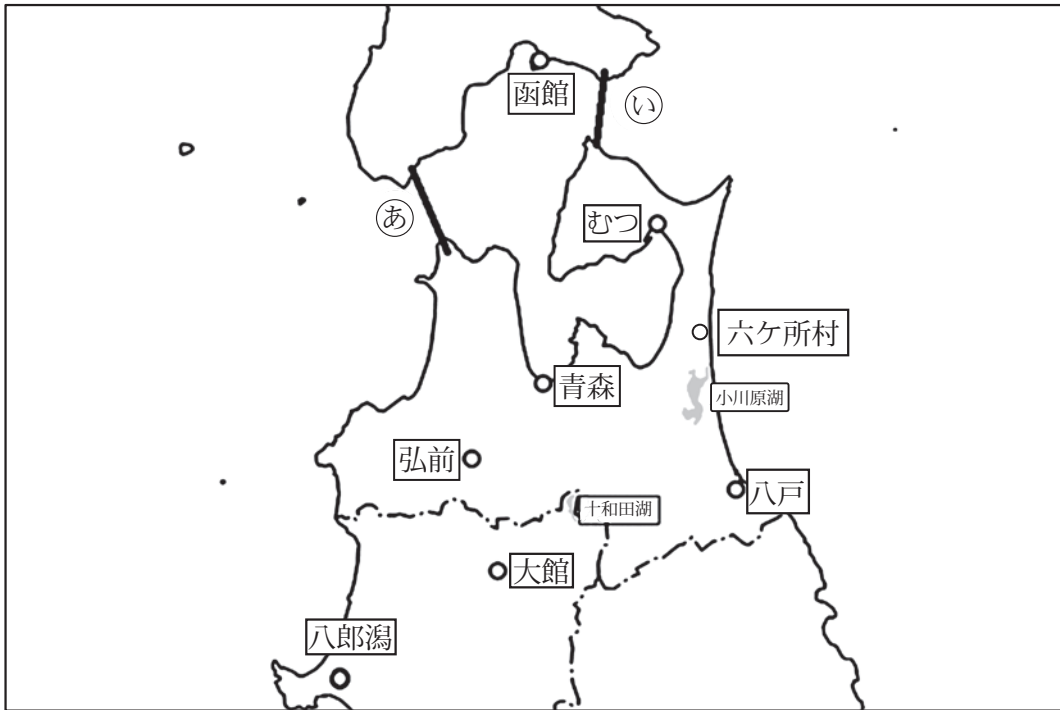 函館
い
あ
むつ
六ケ所村
青森
小川原湖
弘前
八戸
十和田湖
大館
八郎潟